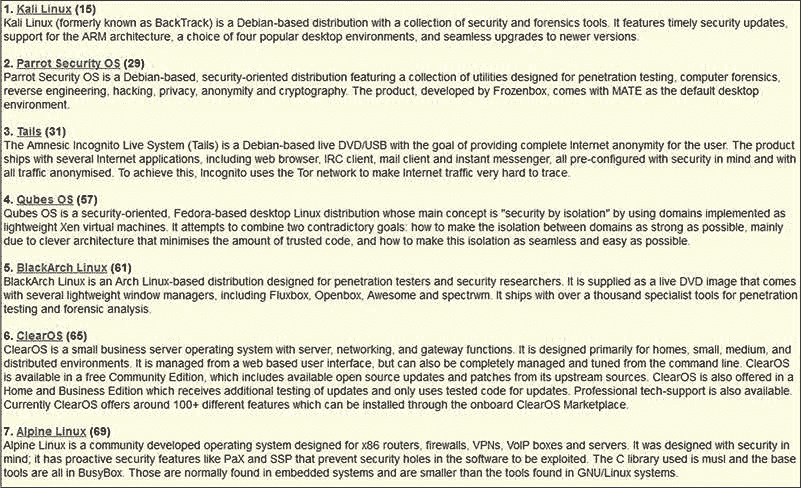 1. Kali Linux (15)
Kali Linux (formerly known as BackTrack) is a Debian-based distribution with a collection of security and forensics tools. It features timely security updates,
support for the ARM architecture, a choice of four popular desktop environments, and seamless upgrades to newer versions.
2. Parrot Security OS (29)
Parrot Security OS is a Debian-based, security-oriented distribution featuring a collection of utilities designed for penetration testing, computer forensics,
reverse engineering, hacking, privacy, anonymity and cryptography. The product, developed by Frozenbox, comes with MATE as the default desktop
environment.
3. Tails (31)
The Amnesic Incognito Live System (Tails) is a Debian-based live DVD/USB with the goal of providing complete Internet anonymity for the user. The product
ships with several Internet applications, including web browser, IRC client, mail client and instant messenger, all pre-configured with security in mind and with
all traffic anonymised. To achieve this, Incognito uses the Tor network to make Internet traffic very hard to trace.
4. Qubes OS (57)
Qubes OS is a security-oriented, Fedora-based desktop Linux distribution whose main concept is "security by isolation" by using domains implemented as
lightweight Xen virtual machines. It attempts to combine two contradictory goals: how to make the isolation between domains as strong as possible, mainly
due to clever architecture that minimises the amount of trusted code, and how to make this isolation as seamless and easy as possible.
5. BlackArch Linux (61)
BlackArch Linux is an Arch Linux-based distribution designed for penetration testers and security researchers. It is supplied as a live DVD image that comes
with several lightweight window managers, including Fluxbox, Openbox, Awesome and spectrwm. It ships with over a thousand specialist tools for penetration
testing and forensic analysis.
6. ClearOS (65)
ClearOS is a small business server operating system with server, networking, and gateway functions. It is designed primarily for homes, small, medium, and
distributed environments. It is managed from a web based user interface, but can also be completely managed and tuned from the command line. ClearOS
is available in a free Community Edition, which includes available open source updates and patches from its upstream sources. ClearOS is also offered in a
Home and Business Edition which receives additional testing of updates and only uses tested code for updates. Professional tech-support is also available.
Currently ClearOS offers around 100+ different features which can be installed through the onboard ClearOS Marketplace.
7. Alpine Linux (69)
Alpine Linux is a community developed operating system designed for x86 routers, firewalls, VPNs, VoIP boxes and servers. It was designed with security in
mind; it has proactive security features like PaX and SSP that prevent security holes in the software to be exploited. The C library used is musl and the base
tools are all in BusyBox. Those are normally found in embedded systems and are smaller than the tools found in GNU/Linux systems.